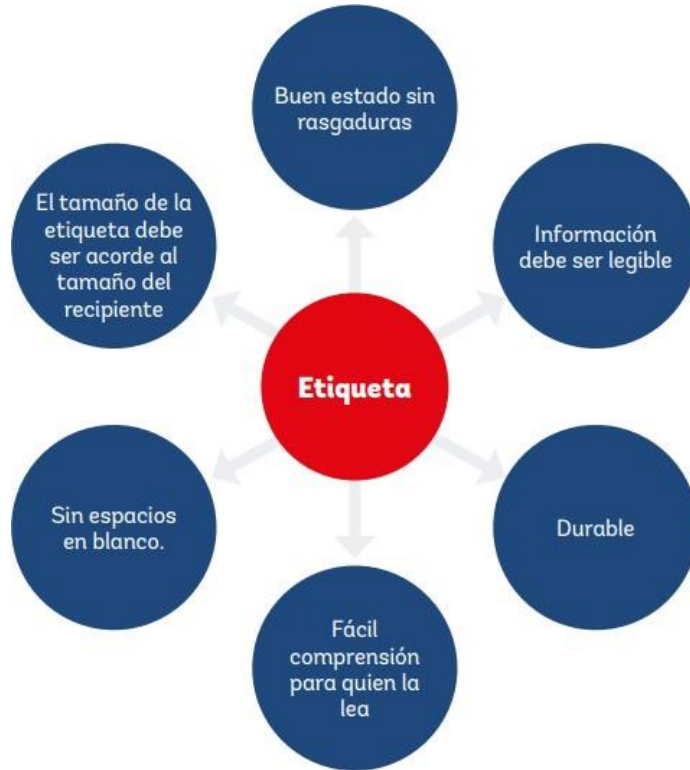 Buen estado sin
rasgaduras
El tamaño de la
etiqueta debe
ser acorde al
tamaño del
recipiente
Información
debe ser legible
Etiqueta
Sin espacios
en blanco.
Durable
Fácil
comprensión
para quien la
lea